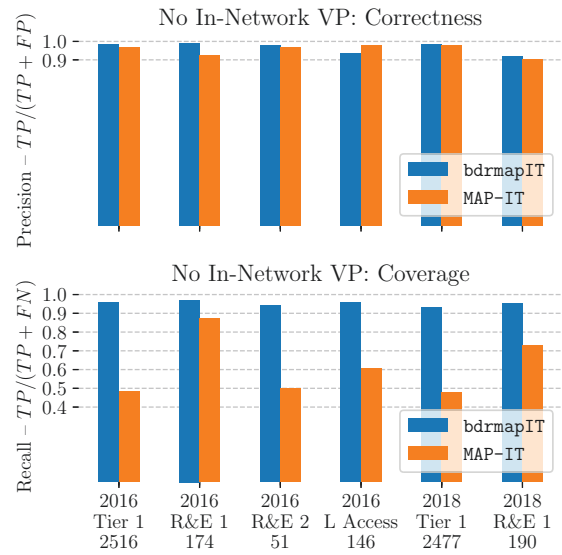 No In-Network VP: Correctness
Precision – TP/(TP + FP)
1.0
0.9
bdrmapIT
MAP-IT
No In-Network VP: Coverage
Recall – TP/(TP + FN)
1.0
0.9
0.8
0.7
0.6
0.5
0.4
bdrmapIT
MAP-IT
2016 2016 2016 2016 2018 2018
Tier 1 R&E 1 R&E 2 L Access Tier 1 R&E 1
2516 174 51 146 2477 190